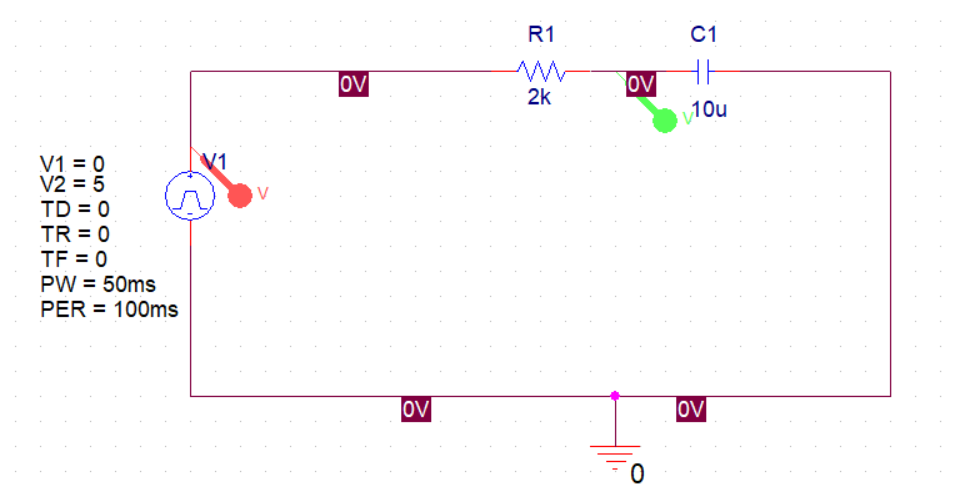 R1
C1
0V
0V
2k
V
10u
V1
V
V1 = 0
V2 = 5
TD = 0
TR = 0
TF = 0
PW = 50ms
PER = 100ms
0V
0V
0